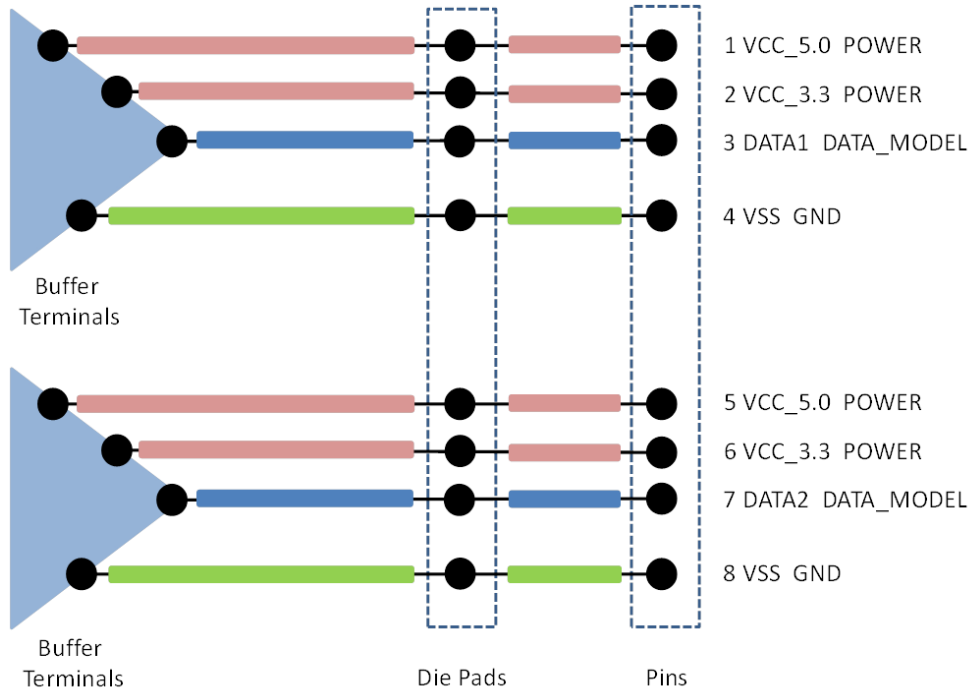 1 VCC_5.0 POWER
2 VCC_3.3 POWER
3 DATA1 DATA_MODEL
4 VSS GND
Buffer
Terminals
5 VCC_5.0 POWER
6 VCC_3.3 POWER
7 DATA2 DATA_MODEL
8 VSS GND
Buffer
Terminals
Die Pads
Pins